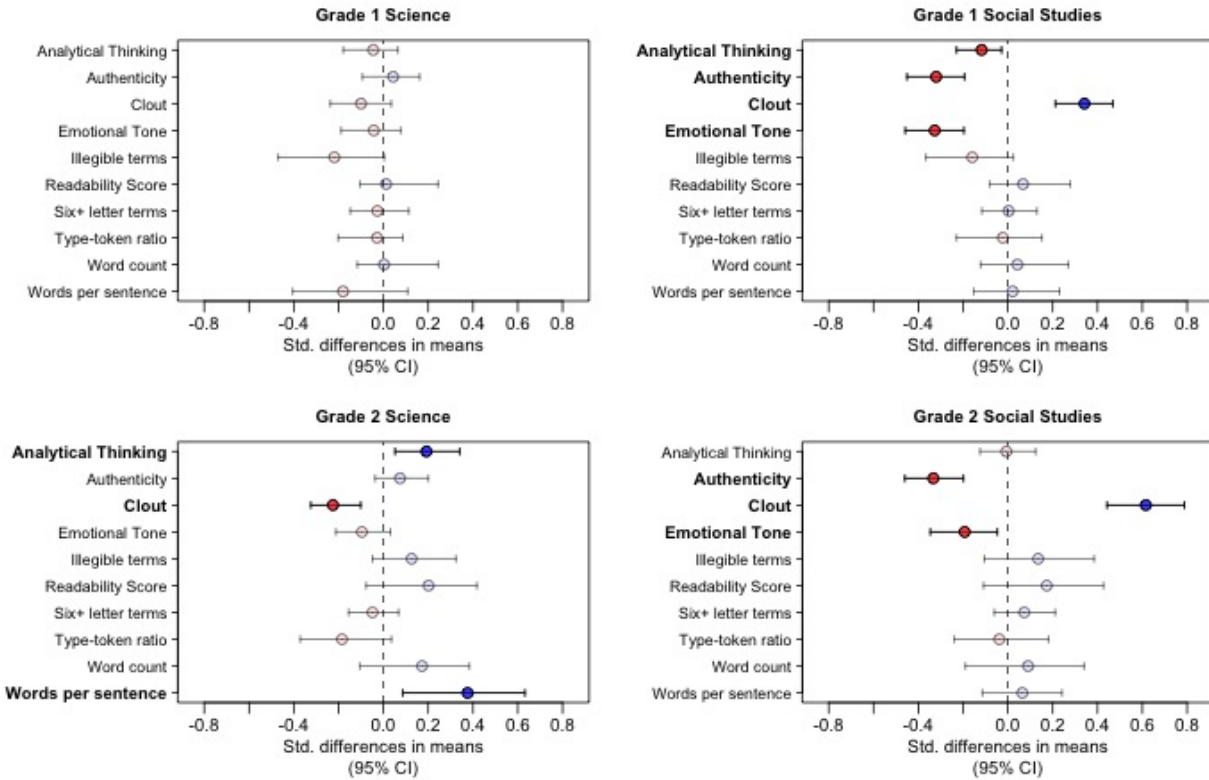 Grade 1 Science
Analytical Thinking
Authenticity
Clout
Emotional Tone
Illegible terms
Readability Score
Six+ letter terms
Type-token ratio
Word count
Words per sentence
-0.8 -0.4 0.0 0.2 0.4 0.6 0.8
Std. differences in means
(95% CI)
Grade 1 Social Studies
Analytical Thinking
Authenticity
Clout
Emotional Tone
Illegible terms
Readability Score
Six+ letter terms
Type-token ratio
Word count
Words per sentence
-0.8 -0.4 0.0 0.2 0.4 0.6 0.8
Std. differences in means
(95% CI)
Grade 2 Science
Analytical Thinking
Authenticity
Clout
Emotional Tone
Illegible terms
Readability Score
Six+ letter terms
Type-token ratio
Word count
Words per sentence
-0.8 -0.4 0.0 0.2 0.4 0.6 0.8
Std. differences in means
(95% CI)
Grade 2 Social Studies
Analytical Thinking
Authenticity
Clout
Emotional Tone
Illegible terms
Readability Score
Six+ letter terms
Type-token ratio
Word count
Words per sentence
-0.8 -0.4 0.0 0.2 0.4 0.6 0.8
Std. differences in means
(95% CI)